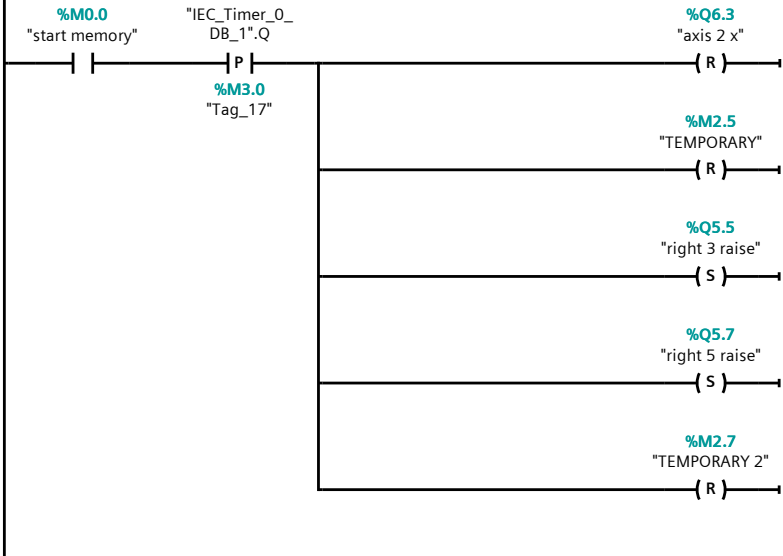 %M0.0
"start memory"
"IEC_Timer_0_
DB_1".Q
P
%M3.0
"Tag_17"
%Q6.3
"axis 2 x"
R
%M2.5
"TEMPORARY"
R
%Q5.5
"right 3 raise"
S
%Q5.7
"right 5 raise"
S
%M2.7
"TEMPORARY 2"
R